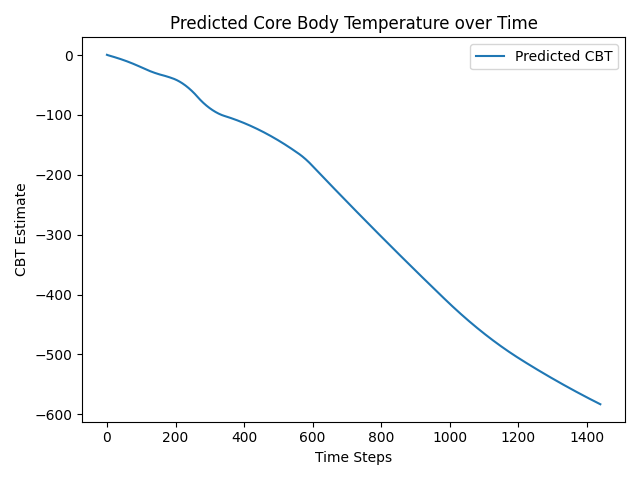 Predicted Core Body Temperature over Time
Predicted CBT
CBT Estimate
0
−100
−200
−300
−400
−500
−600
0 200 400 600 800 1000 1200 1400
Time Steps